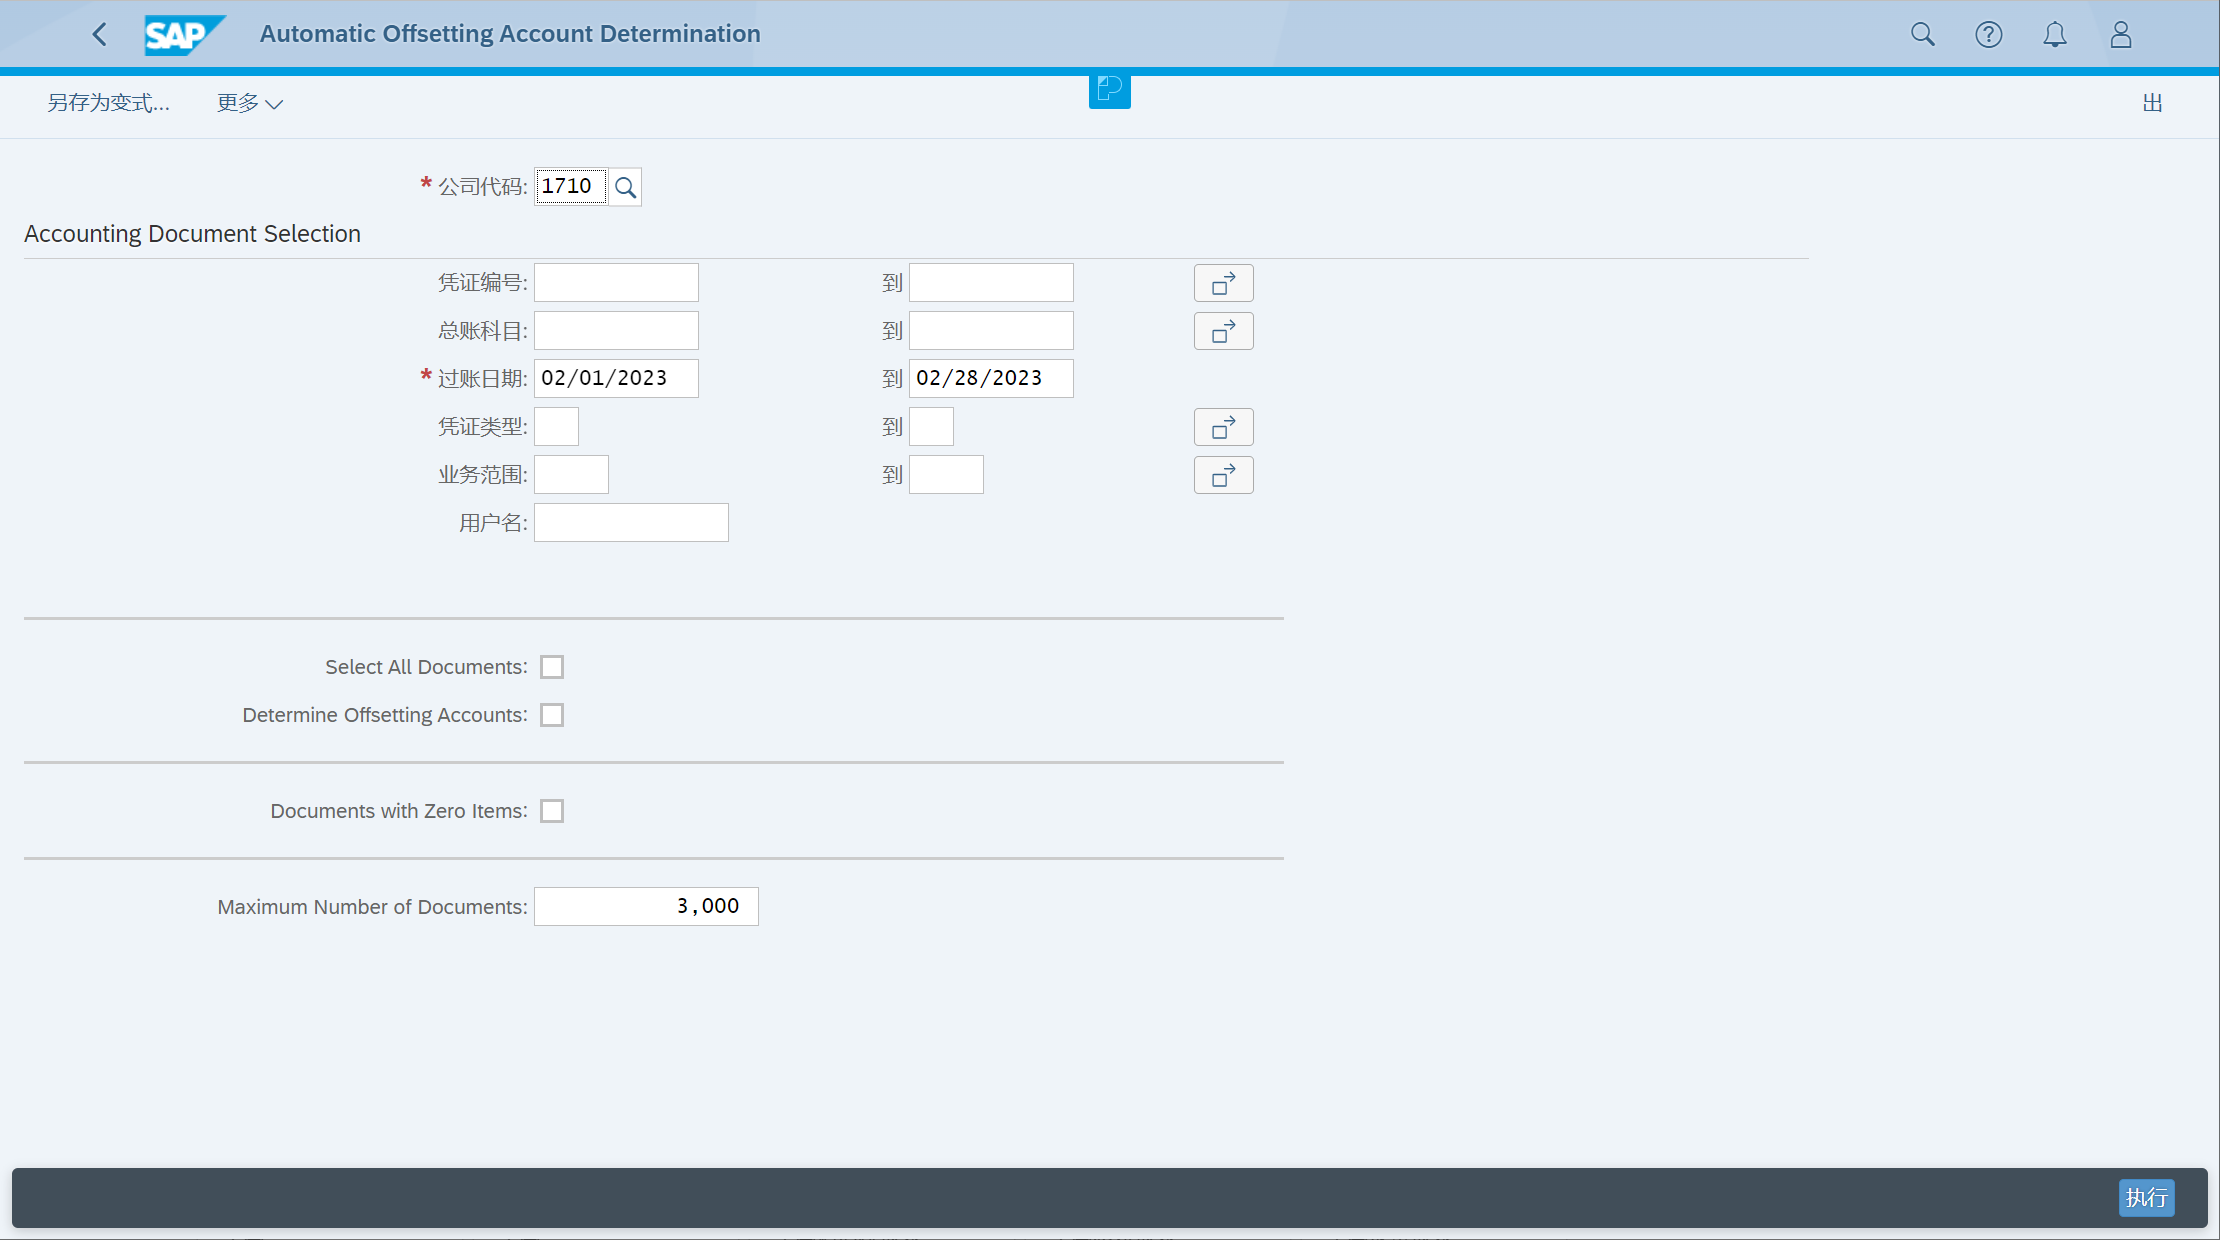 SAP Automatic Offsetting Account Determination
另存为变式... 更多 出
* 公司代码: 1710
Accounting Document Selection
凭证编号: 到
总账科目: 到
* 过账日期: 02/01/2023 到 02/28/2023
凭证类型: 到
业务范围: 到
用户名:
Select All Documents:
Determine Offsetting Accounts:
Documents with Zero Items:
Maximum Number of Documents: 3,000
执行